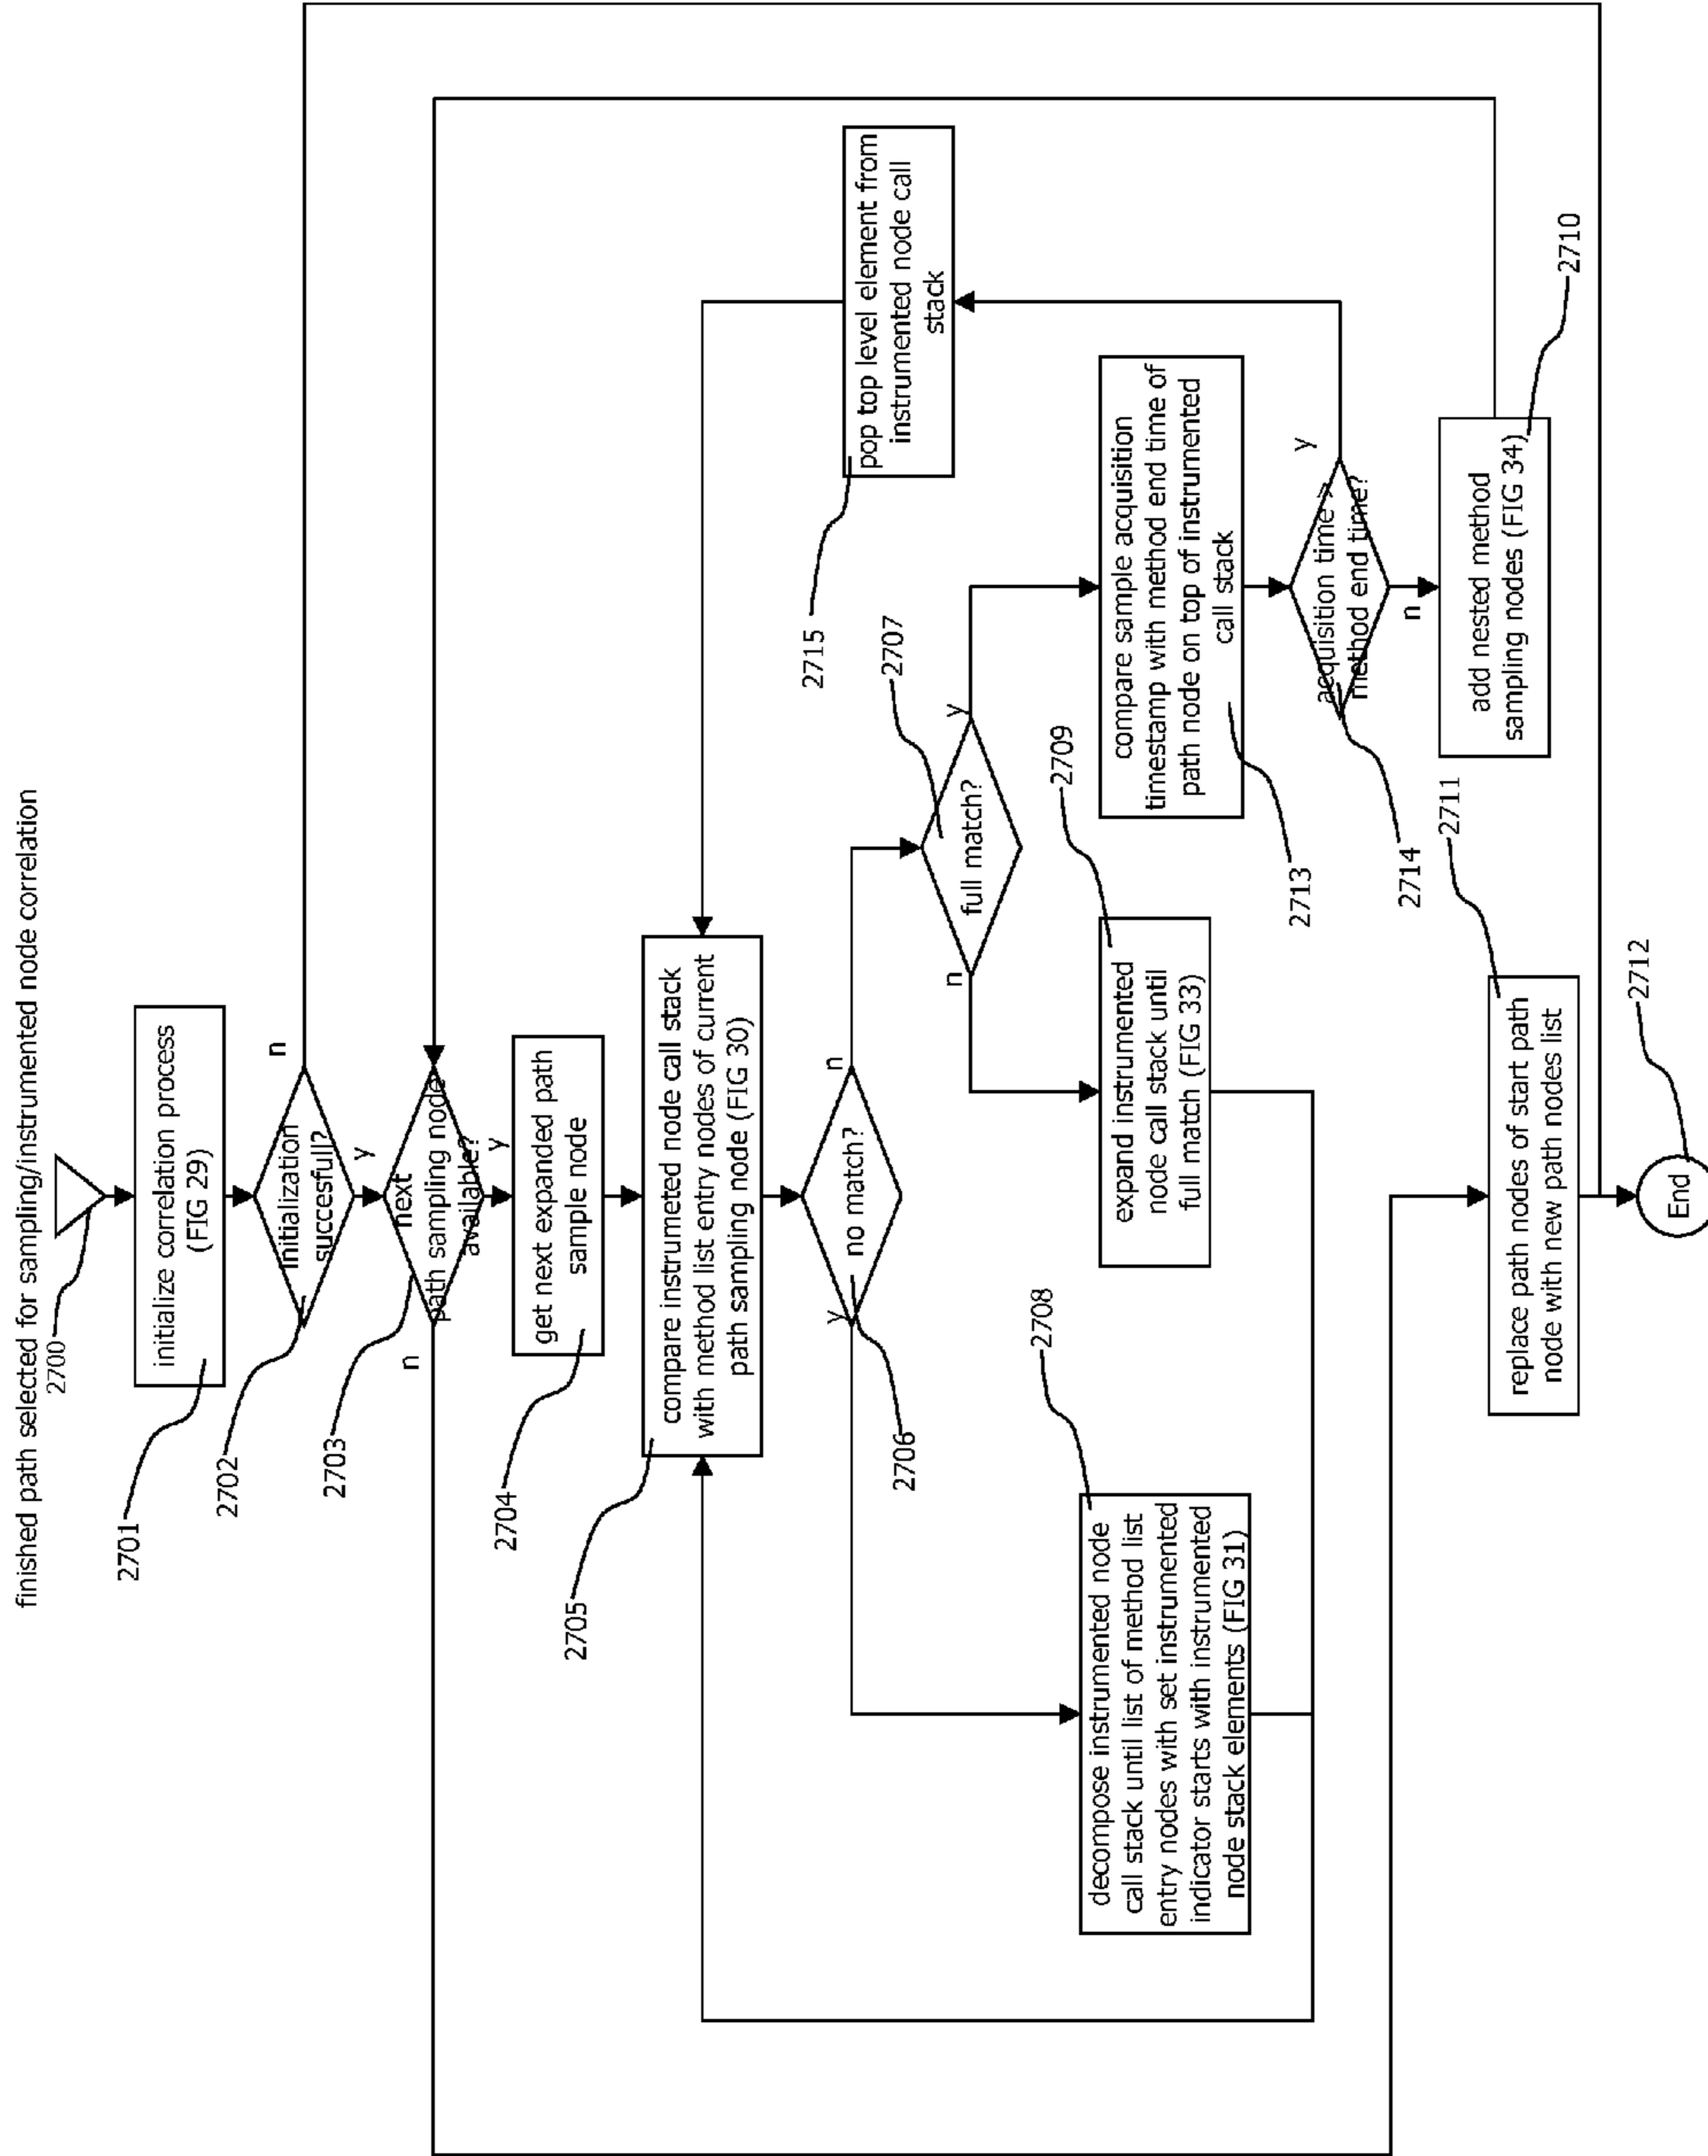 finished path selected for sampling/instrumented node correlation
2700
initialize correlation process
(FIG 29)
2701
Initialization
succesfull?
n
y
2702
next
path sampling node
available?
n
y
2703
get next expanded path
sample node
2704
compare instrumeted node call stack
with method list entry nodes of current
path sampling node (FIG 30)
2705
no match?
y
n
2706
full match?
n
y
2707
decompose instrumented node
call stack until list of method list
entry nodes with set instrumented
indicator starts with instrumented
node stack elements (FIG 31)
2708
expand instrumented
node call stack until
full match (FIG 33)
2709
compare sample acquisition
timestamp with method end time of
path node on top of instrumented
call stack
2713
acquisition time >
method end time?
y
n
2714
pop top level element from
instrumented node call
stack
2715
add nested method
sampling nodes (FIG 34)
2710
replace path nodes of start path
node with new path nodes list
2711
End
2712